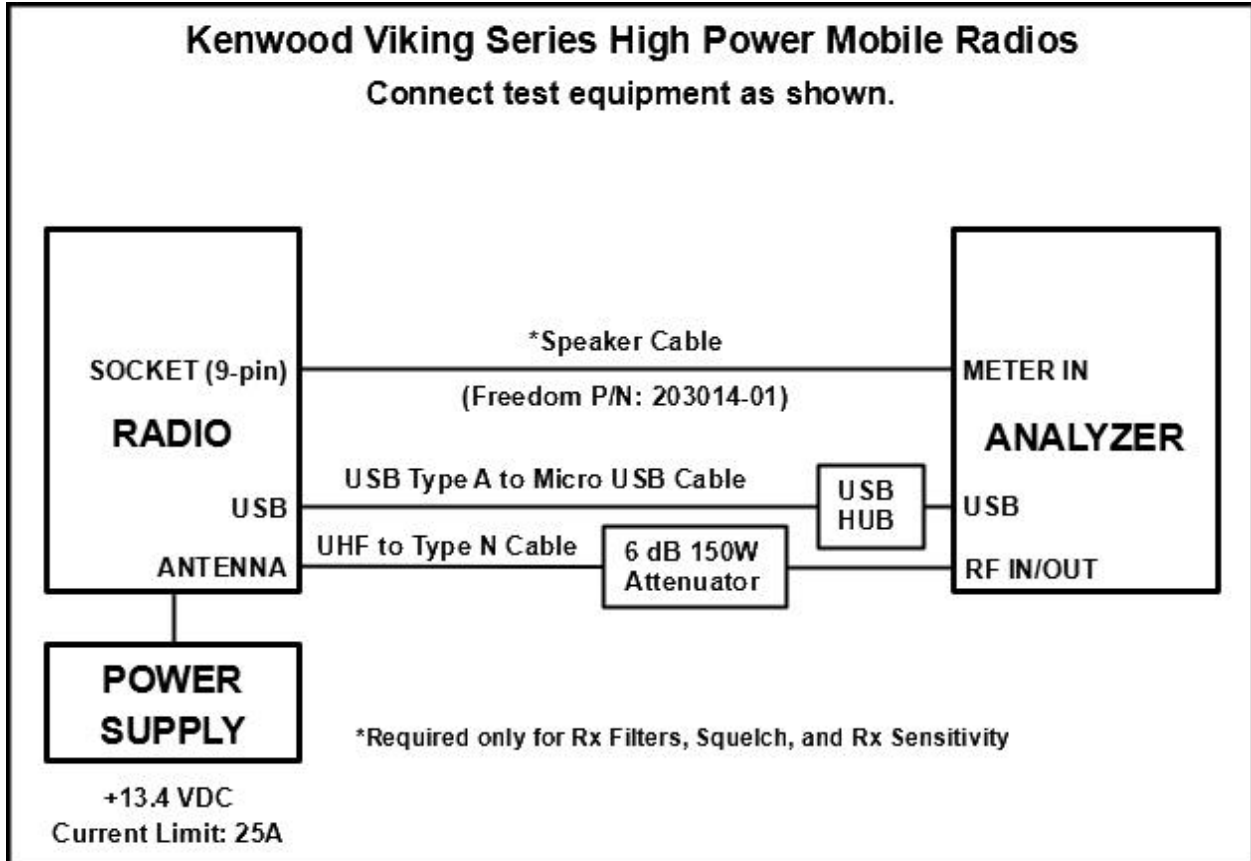 Kenwood Viking Series High Power Mobile Radios
Connect test equipment as shown.
*Speaker Cable
SOCKET (9-pin)
METER IN
(Freedom P/N: 203014-01)
RADIO
ANALYZER
USB Type A to Micro USB Cable
USB
HUB
USB
USB
UHF to Type N Cable
6 dB 150W
Attenuator
ANTENNA
RF IN/OUT
POWER
SUPPLY
*Required only for Rx Filters, Squelch, and Rx Sensitivity
+13.4 VDC
Current Limit: 25A